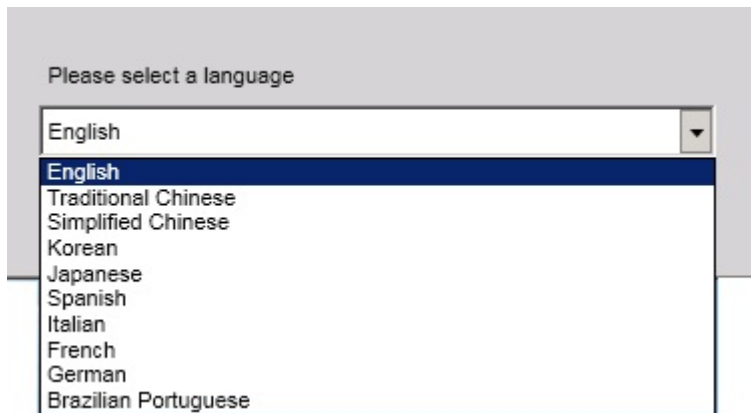 Please select a language
English
English
Traditional Chinese
Simplified Chinese
Korean
Japanese
Spanish
Italian
French
German
Brazilian Portuguese